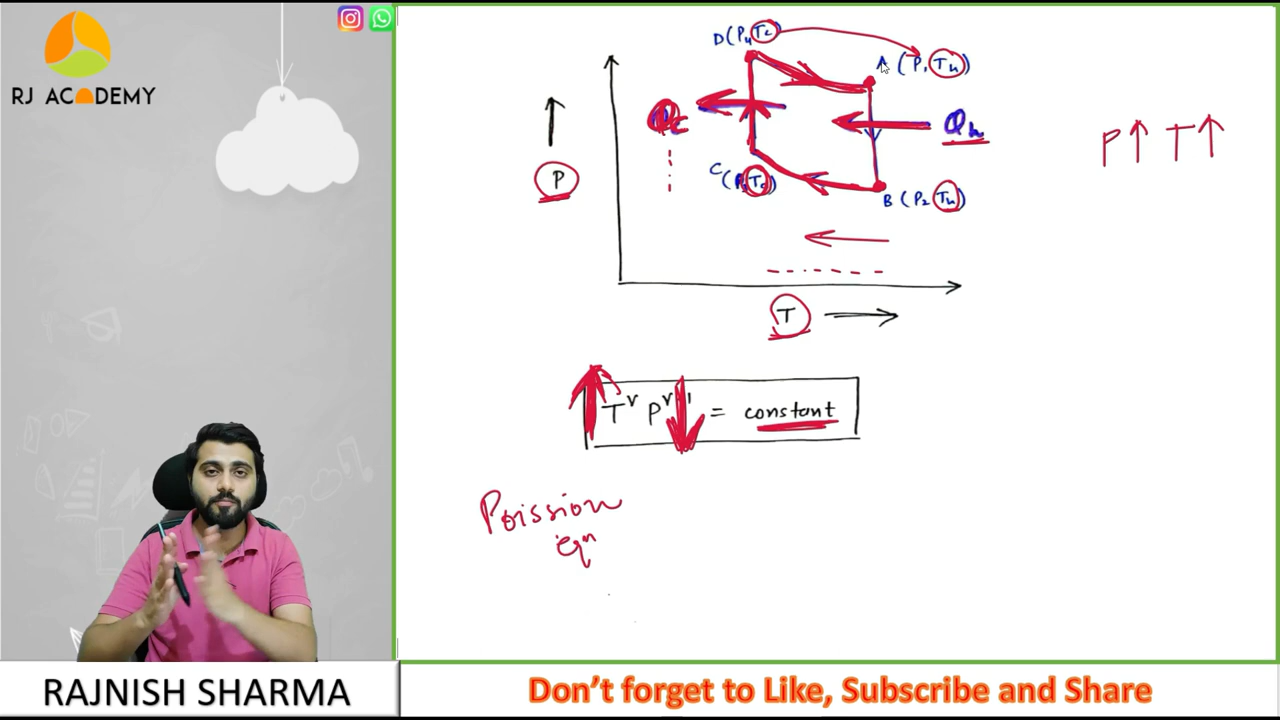 RJ ACADEMY
D(P4 Tc)
A (P1 Th)
P
Qc
Qh
P↑ T↑
C(P3 Tc)
B (P2 Th)
T
T^γ P^γ 1 = constant
Poission
eqn
RAJNISH SHARMA
Don't forget to Like, Subscribe and Share